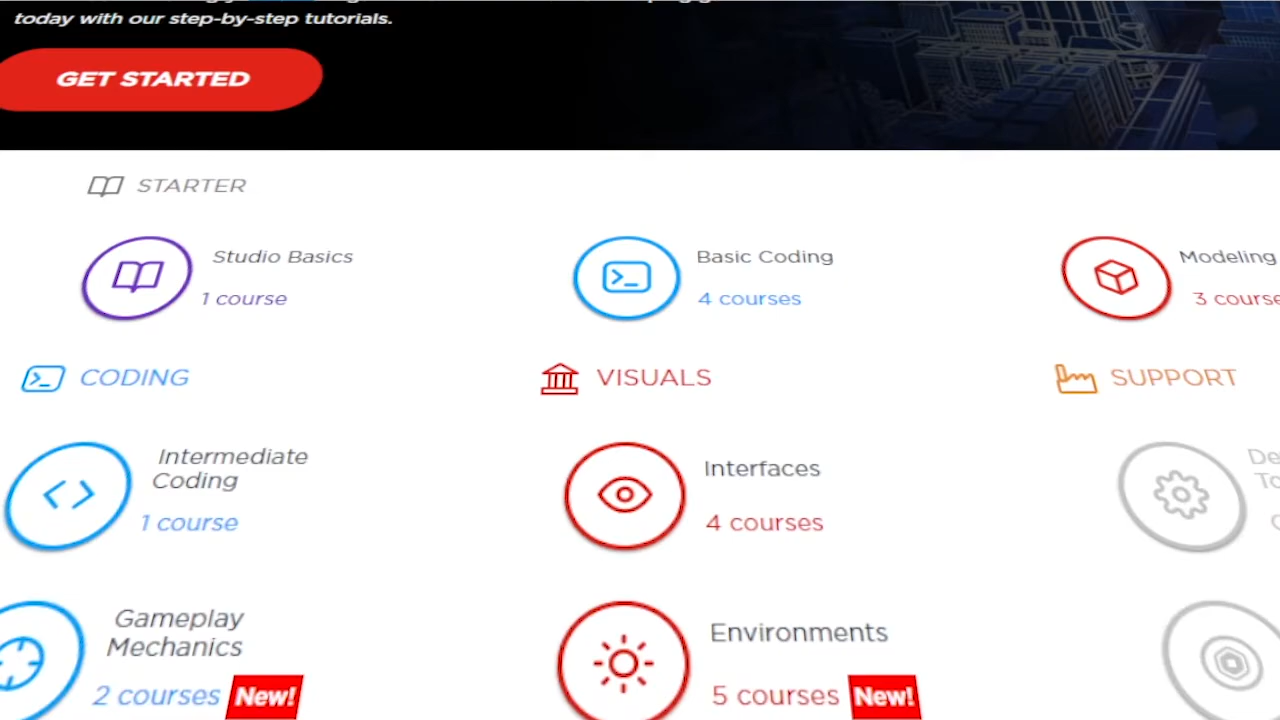 today with our step-by-step tutorials.
GET STARTED
STARTER
Studio Basics
1 course
Basic Coding
4 courses
Modeling
3
CODING
VISUALS
SUPPORT
Intermediate
Coding
1 course
Interfaces
4 courses
Gameplay
Mechanics
2 courses New!
Environments
5 courses New!